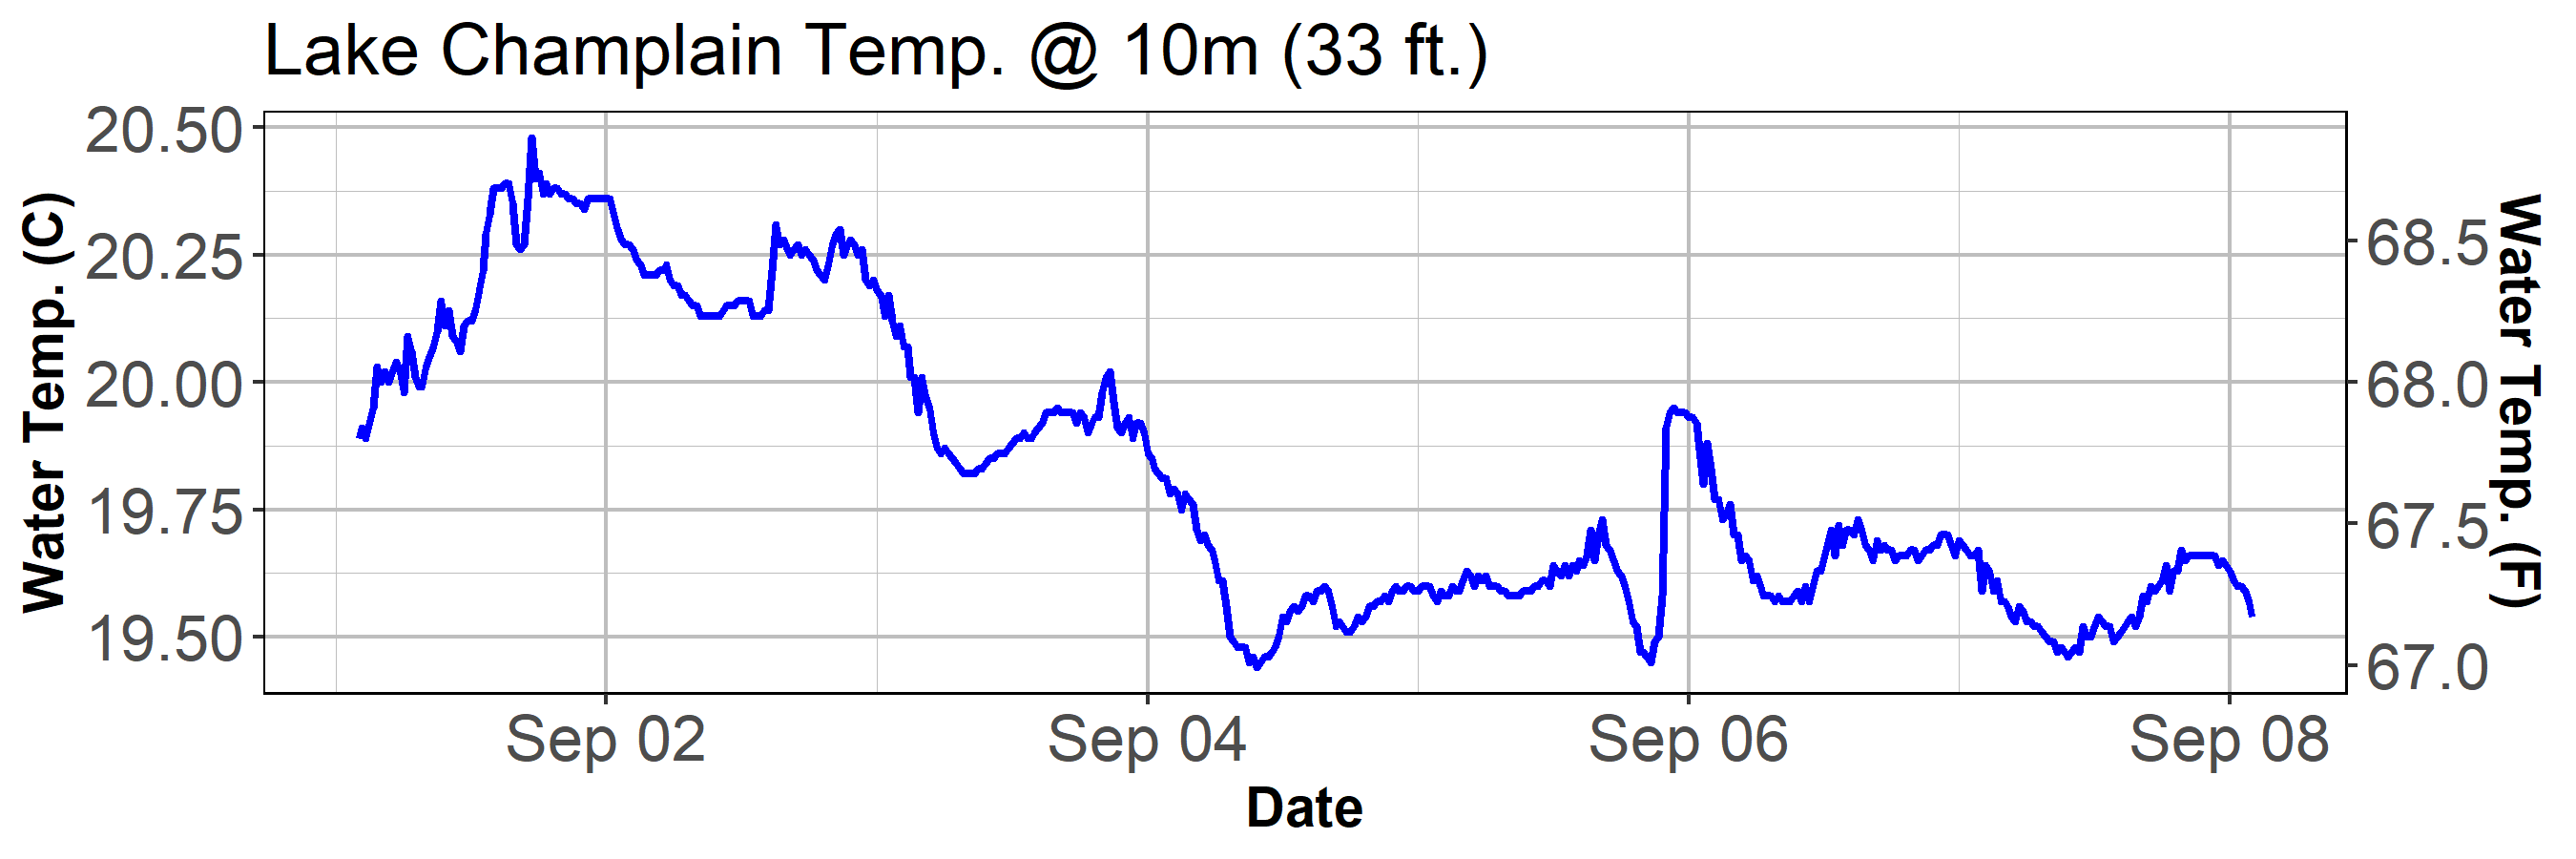 Lake Champlain Temp. @ 10m (33 ft.)
Water Temp. (C)
20.50
20.25
20.00
19.75
19.50
68.5
68.0
67.5
67.0
Water Temp. (F)
Sep 02
Sep 04
Sep 06
Sep 08
Date